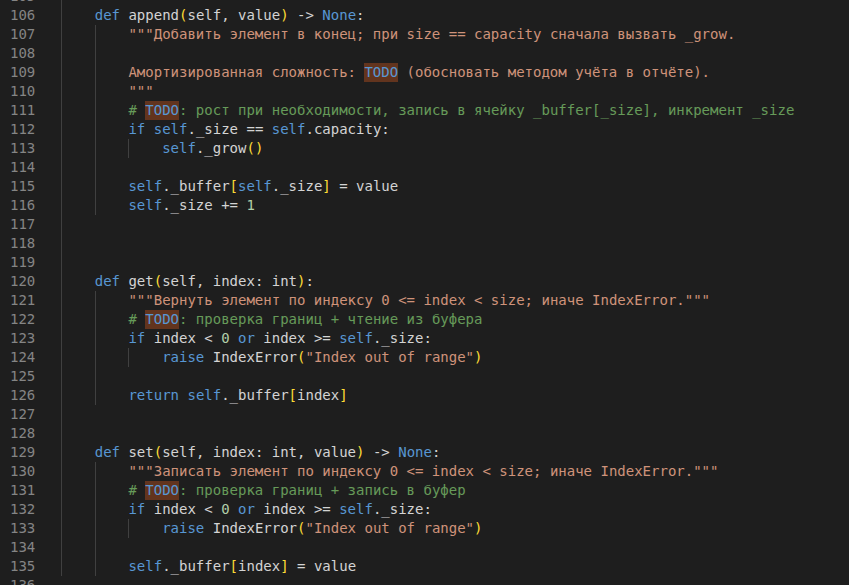 106 def append(self, value) -> None:
107 """Добавить элемент в конец; при size == capacity сначала вызвать _grow.
108
109 Амортизированная сложность: TODO (обосновать методом учёта в отчёте).
110 """
111 # TODO: рост при необходимости, запись в ячейку _buffer[_size], инкремент _size
112 if self._size == self.capacity:
113 self._grow()
114
115 self._buffer[self._size] = value
116 self._size += 1
117
118
119
120 def get(self, index: int):
121 """Вернуть элемент по индексу 0 <= index < size; иначе IndexError."""
122 # TODO: проверка границ + чтение из буфера
123 if index < 0 or index >= self._size:
124 raise IndexError("Index out of range")
125
126 return self._buffer[index]
127
128
129 def set(self, index: int, value) -> None:
130 """Записать элемент по индексу 0 <= index < size; иначе IndexError."""
131 # TODO: проверка границ + запись в буфер
132 if index < 0 or index >= self._size:
133 raise IndexError("Index out of range")
134
135 self._buffer[index] = value